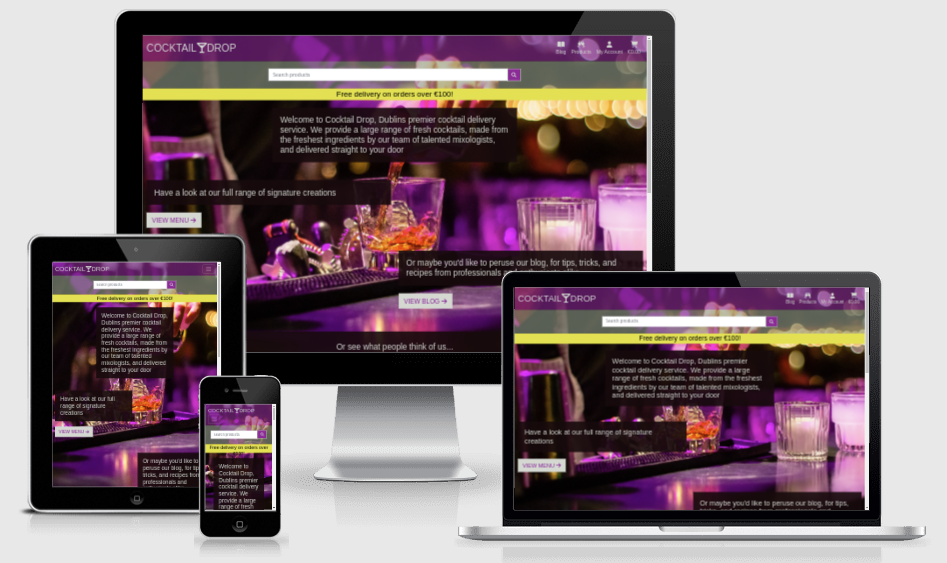 COCKTAIL DROP
Blog Products My Account €0.00
Search products
Free delivery on orders over €100!
Welcome to Cocktail Drop, Dublins premier cocktail delivery
service. We provide a large range of fresh cocktails, made from
the freshest ingredients by our team of talented mixologists,
and delivered straight to your door
Have a look at our full range of signature creations
VIEW MENU
Or maybe you'd like to peruse our blog, for tips, tricks, and
recipes from professionals
VIEW BLOG
Or see what people think of us...
COCKTAIL DROP
Search products
Free delivery on orders over €100!
Welcome to Cocktail Drop,
Dublins premier cocktail
delivery service. We
provide a large range of
fresh cocktails, made from
the freshest ingredients by
our team of talented
mixologists, and delivered
straight to your door
Have a look at our full
range of signature
creations
VIEW MENU
Or maybe you'd like to
peruse our blog, for tip
tricks, and recipes from
professionals and
COCKTAIL DROP
Search products
Free delivery on orders over
Welcome to
Cocktail Drop,
Dublins premier
cocktail delivery
service. We
provide a large
range of fresh
COCKTAIL DROP
Blog Products My Account €0.00
Search products
Free delivery on orders over €100!
Welcome to Cocktail Drop, Dublins premier
cocktail delivery service. We provide a large
range of fresh cocktails, made from the freshest
ingredients by our team of talented mixologists,
and delivered straight to your door
Have a look at our full range of signature
creations
VIEW MENU
Or maybe you'd like to peruse our blog, for